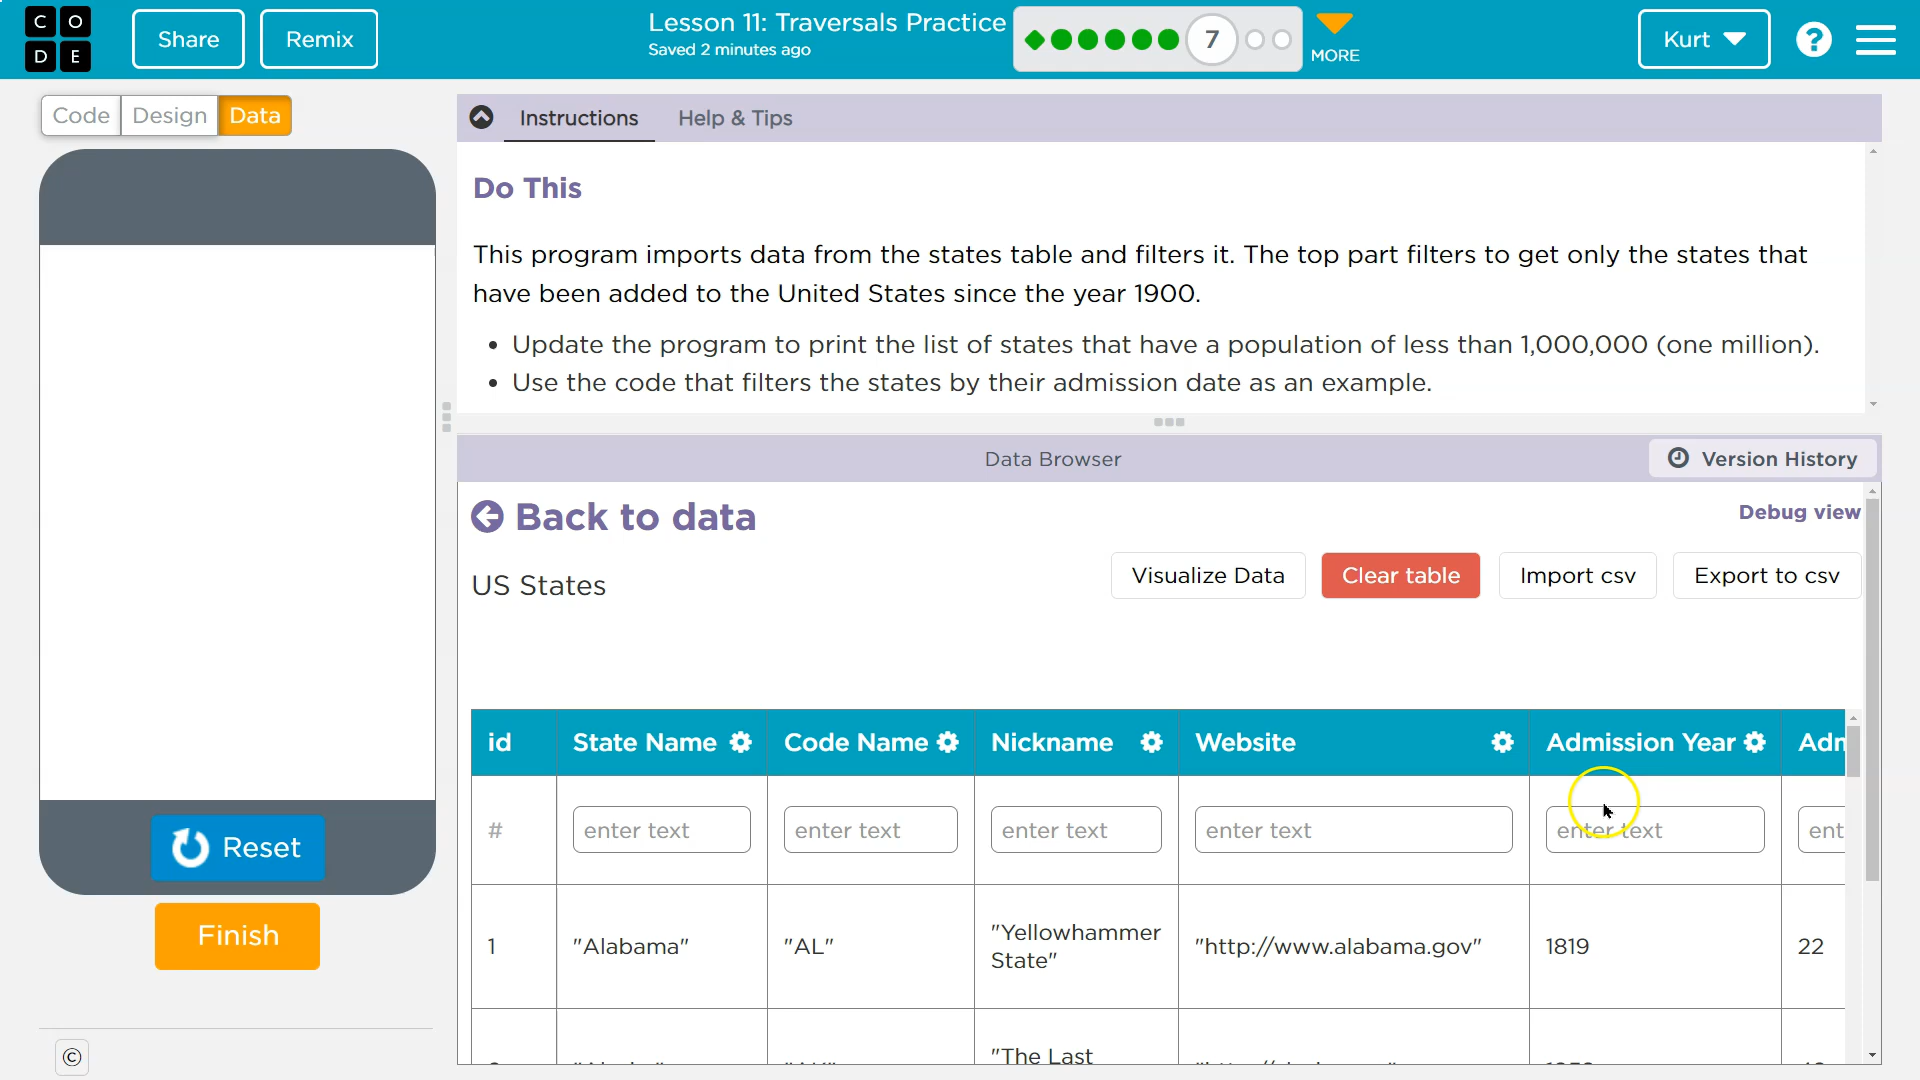 C O D E
Share
Remix
Lesson 11: Traversals Practice
Saved 2 minutes ago
7
MORE
Kurt
?
Code
Design
Data
Instructions
Help & Tips
Do This
This program imports data from the states table and filters it. The top part filters to get only the states that
have been added to the United States since the year 1900.
• Update the program to print the list of states that have a population of less than 1,000,000 (one million).
• Use the code that filters the states by their admission date as an example.
Data Browser
Version History
Back to data
Debug view
US States
Visualize Data
Clear table
Import csv
Export to csv
id
State Name
Code Name
Nickname
Website
Admission Year
Adn
#
enter text
enter text
enter text
enter text
enter text
ent
1
"Alabama"
"AL"
"Yellowhammer
State"
"http://www.alabama.gov"
1819
22
"The Last
Reset
Finish
©